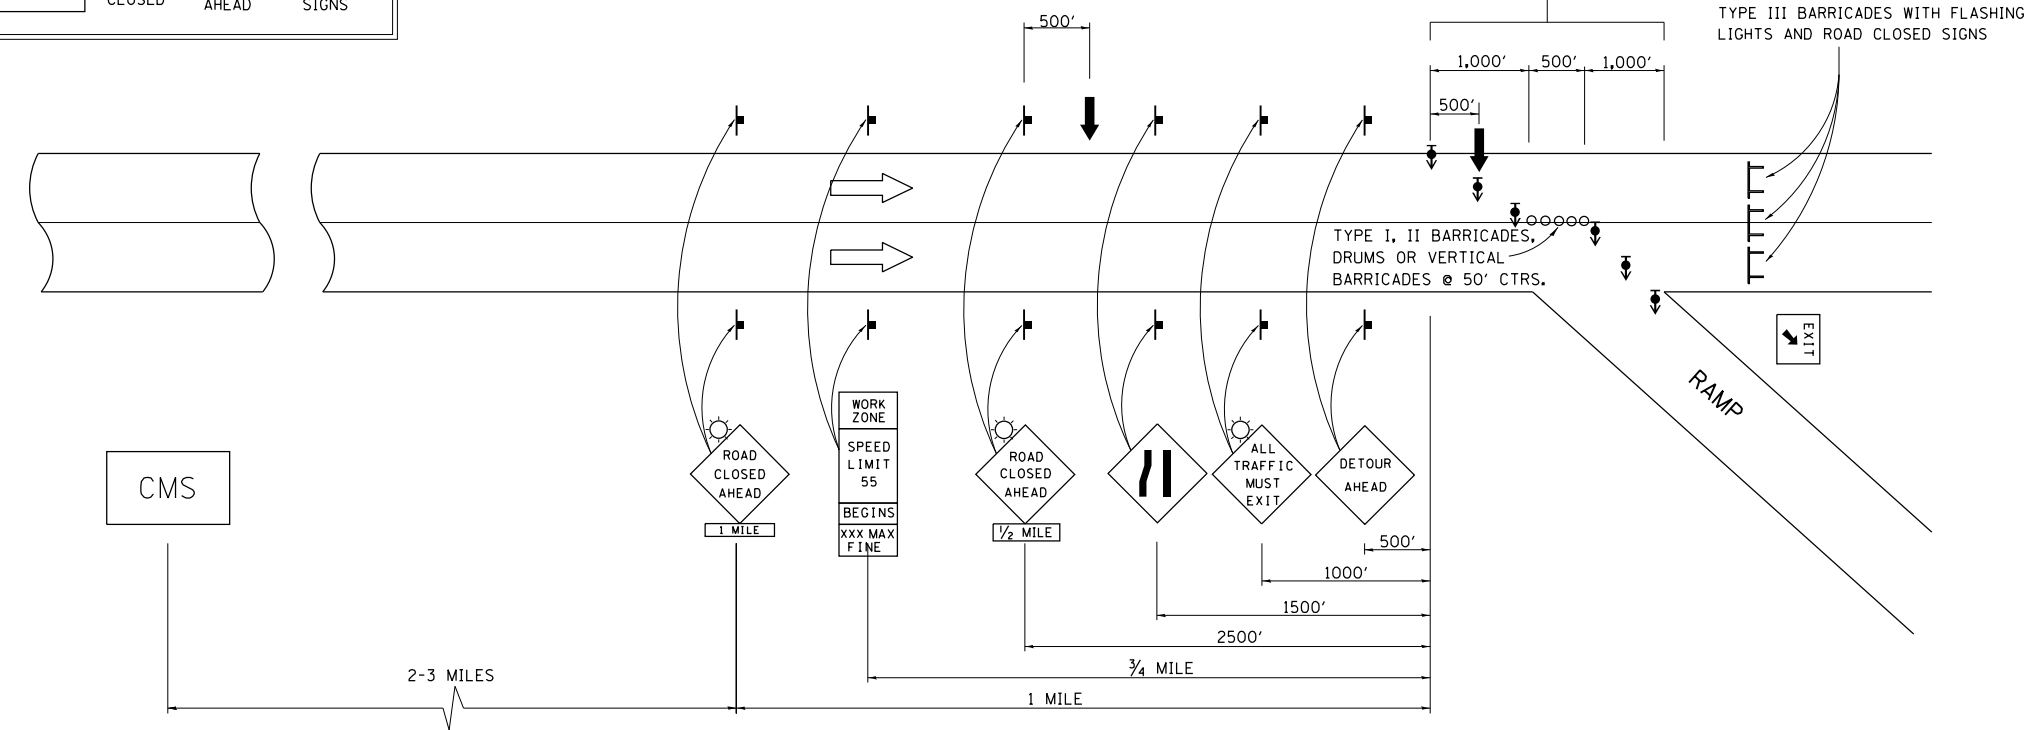 CLOSED
AHEAD
SIGNS
500'
TYPE III BARRICADES WITH FLASHING
LIGHTS AND ROAD CLOSED SIGNS
1,000'
500'
1,000'
500'
TYPE I, II BARRICADES,
DRUMS OR VERTICAL
BARRICADES @ 50' CTRS.
EXIT
RAMP
CMS
ROAD
CLOSED
AHEAD
1 MILE
WORK
ZONE
SPEED
LIMIT
55
BEGINS
XXX MAX
FINE
ROAD
CLOSED
AHEAD
1/2 MILE
ALL
TRAFFIC
MUST
EXIT
DETOUR
AHEAD
500'
1000'
1500'
2500'
3/4 MILE
2-3 MILES
1 MILE